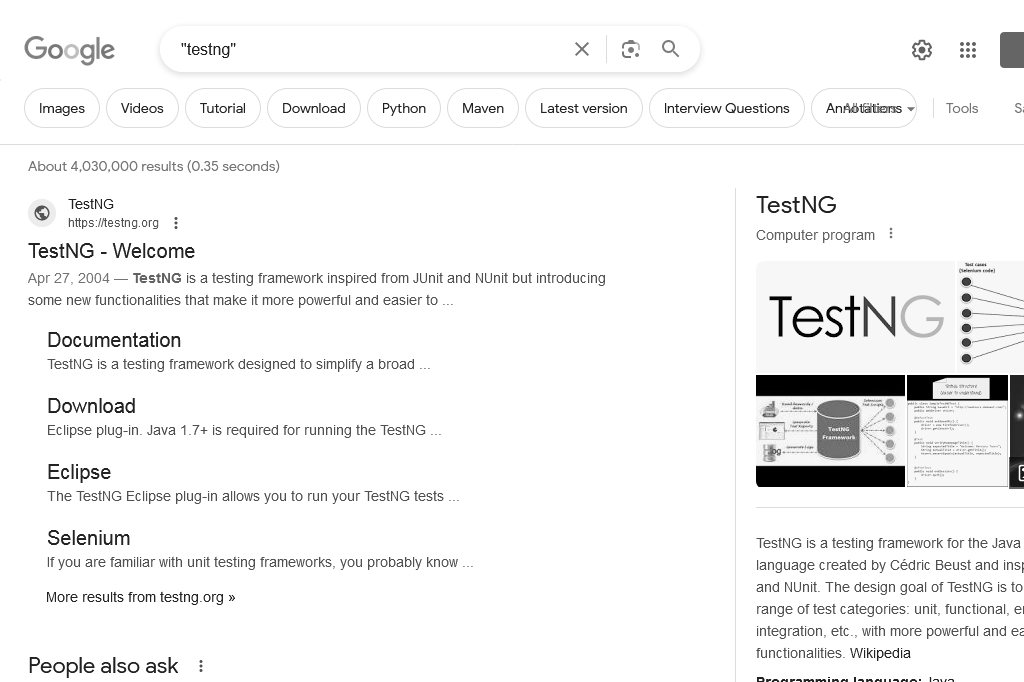 Google
"testng"
Images
Videos
Tutorial
Download
Python
Maven
Latest version
Interview Questions
Annotations
All filters
Tools
About 4,030,000 results (0.35 seconds)
TestNG
https://testng.org
TestNG - Welcome
Apr 27, 2004 — TestNG is a testing framework inspired from JUnit and NUnit but introducing
some new functionalities that make it more powerful and easier to ...
Documentation
TestNG is a testing framework designed to simplify a broad ...
Download
Eclipse plug-in. Java 1.7+ is required for running the TestNG ...
Eclipse
The TestNG Eclipse plug-in allows you to run your TestNG tests ...
Selenium
If you are familiar with unit testing frameworks, you probably know ...
More results from testng.org »
People also ask
TestNG
Computer program
TestNG
Test cases
(Selenium code)
TestNG
Framework
TestNG is a testing framework for the Java
language created by Cédric Beust and insp
and NUnit. The design goal of TestNG is to
range of test categories: unit, functional, e
integration, etc., with more powerful and ea
functionalities. Wikipedia
Programming language: Java